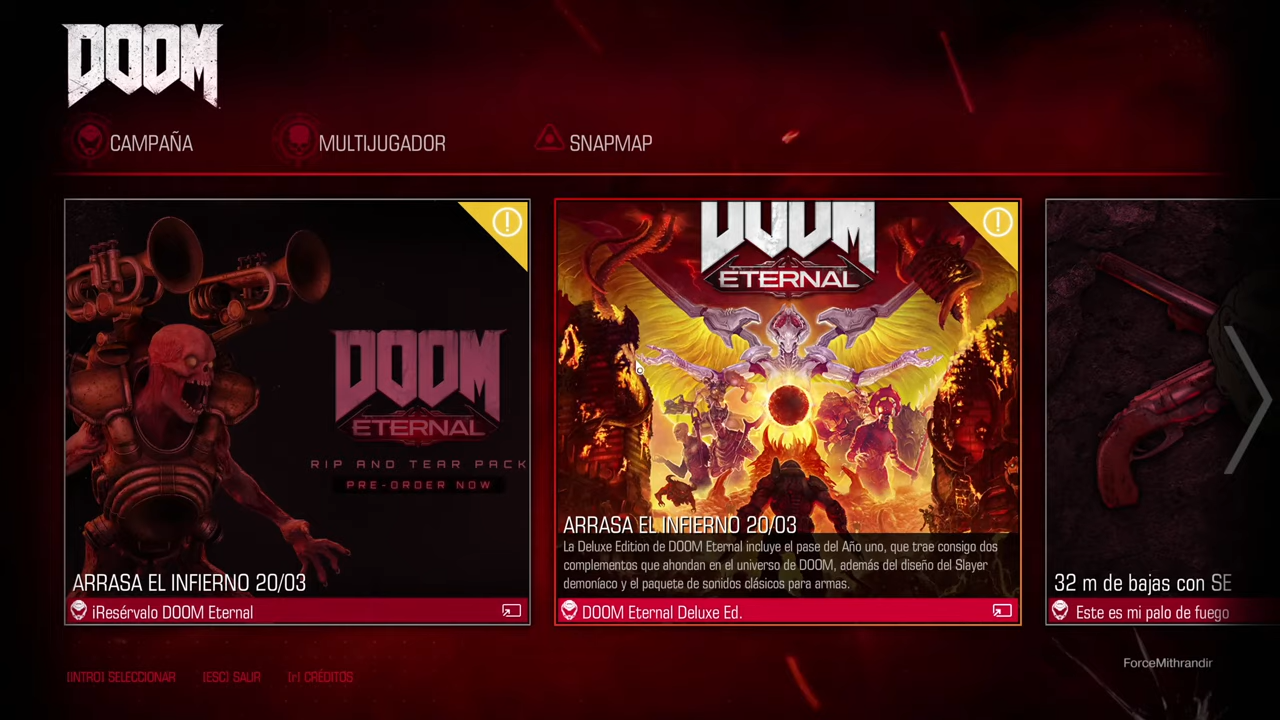 DOOM
CAMPAÑA
MULTIJUGADOR
SNAPMAP
DOOM
ETERNAL
RIP AND TEAR PACK
PRE-ORDER NOW
ARRASA EL INFIERNO 20/03
¡Resérvalo DOOM Eternal
DOOM
ETERNAL
ARRASA EL INFIERNO 20/03
La Deluxe Edition de DOOM Eternal incluye el pase del Año uno, que trae consigo dos
complementos que ahondan en el universo de DOOM, además del diseño del Slayer
demoníaco y el paquete de sonidos clásicos para armas.
DOOM Eternal Deluxe Ed.
32 m de bajas con SE
Este es mi palo de fuego
ForceMithrandir
[INTRO] SELECCIONAR
[ESC] SALIR
[r] CRÉDITOS